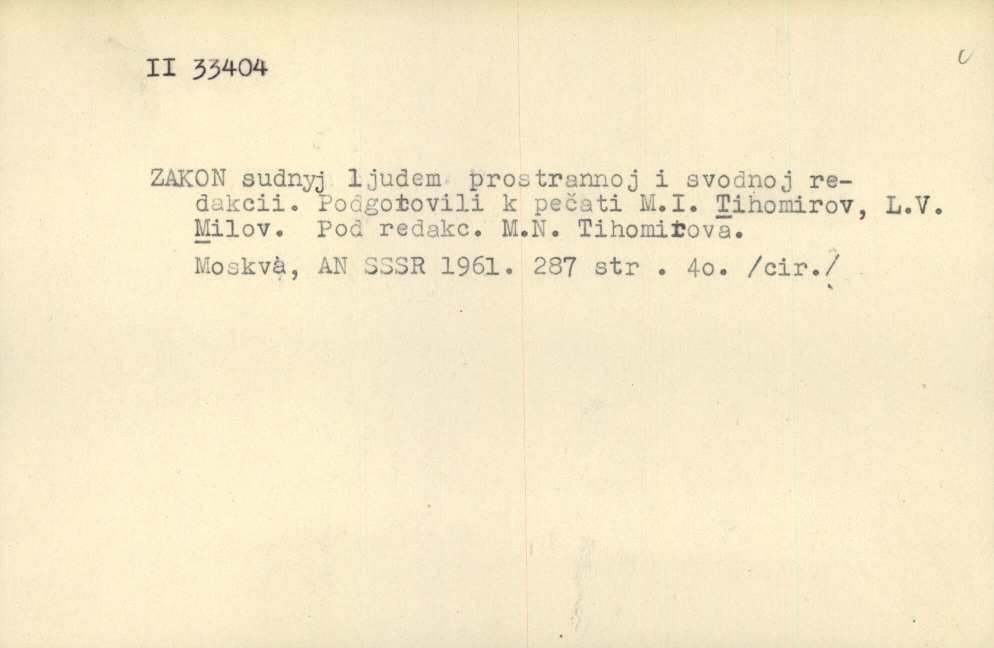 II 33404
ZAKON sudnyj ljudem prostrannoj i svodnoj re-
dakcii. Podgotovili k pečati M.I. Tihomirov, L.V.
Milov. Pod redakc. M.N. Tihomirova.
Moskva, AN SSSR 1961. 287 str . 4o. /cir./